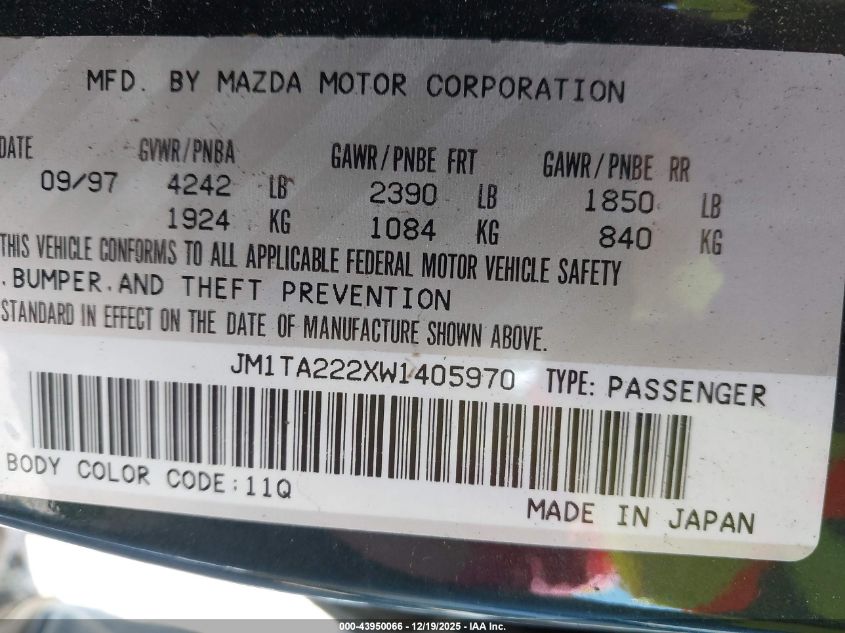 MFD. BY MAZDA MOTOR CORPORATION
DATE GVWR/PNBA GAWR/PNBE FRT GAWR/PNBE RR
09/97 4242 LB 2390 LB 1850 LB
1924 KG 1084 KG 840 KG
THIS VEHICLE CONFORMS TO ALL APPLICABLE FEDERAL MOTOR VEHICLE SAFETY
, BUMPER, AND THEFT PREVENTION
STANDARD IN EFFECT ON THE DATE OF MANUFACTURE SHOWN ABOVE.
JM1TA222XW1405970 TYPE: PASSENGER
BODY COLOR CODE:11Q
MADE IN JAPAN
000-43950066 - 12/19/2025 - IAA Inc.